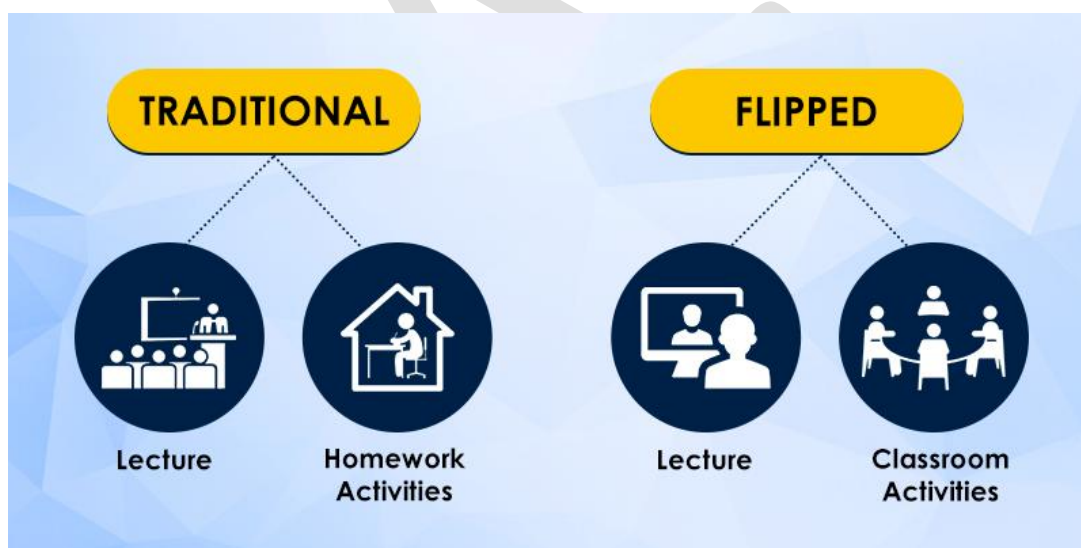 TRADITIONAL
FLIPPED
Lecture
Homework
Activities
Lecture
Classroom
Activities